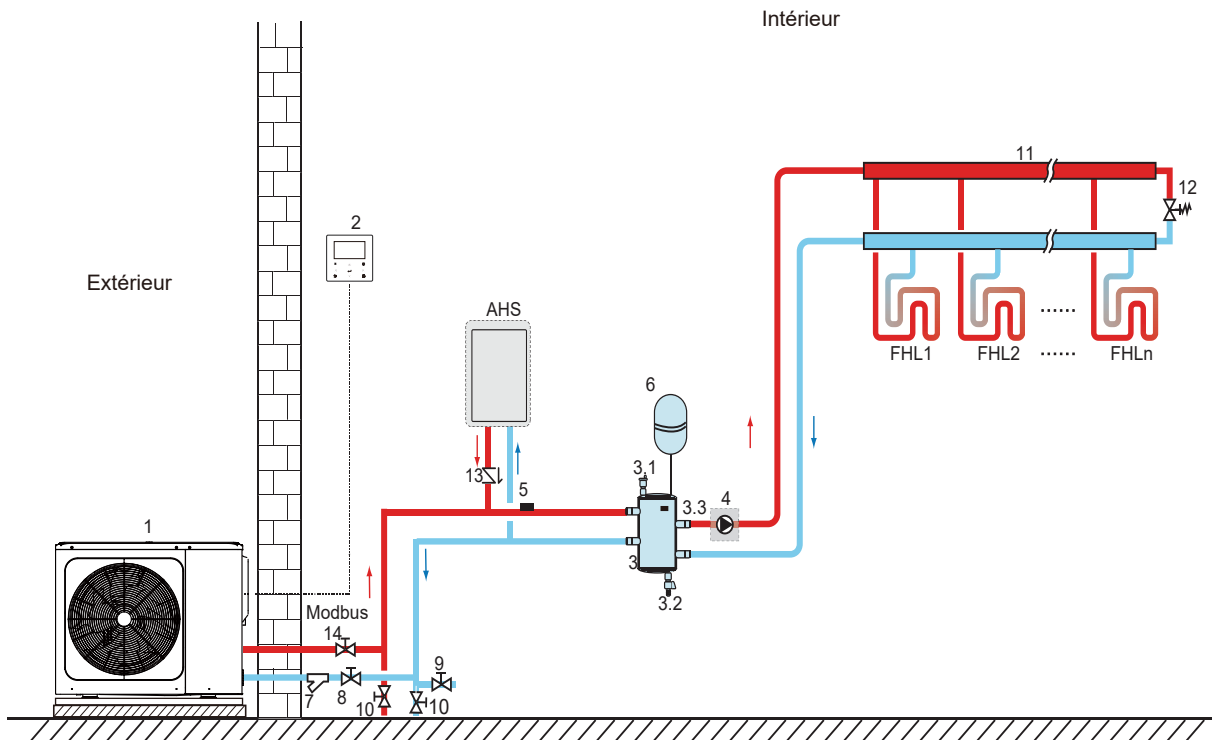 Intérieur
11
12
2
Extérieur
AHS
FHL1
FHL2
......
FHLn
......
6
3.1
13
5
3.3
4
1
3
3.2
Modbus
14
9
7
8
10
10